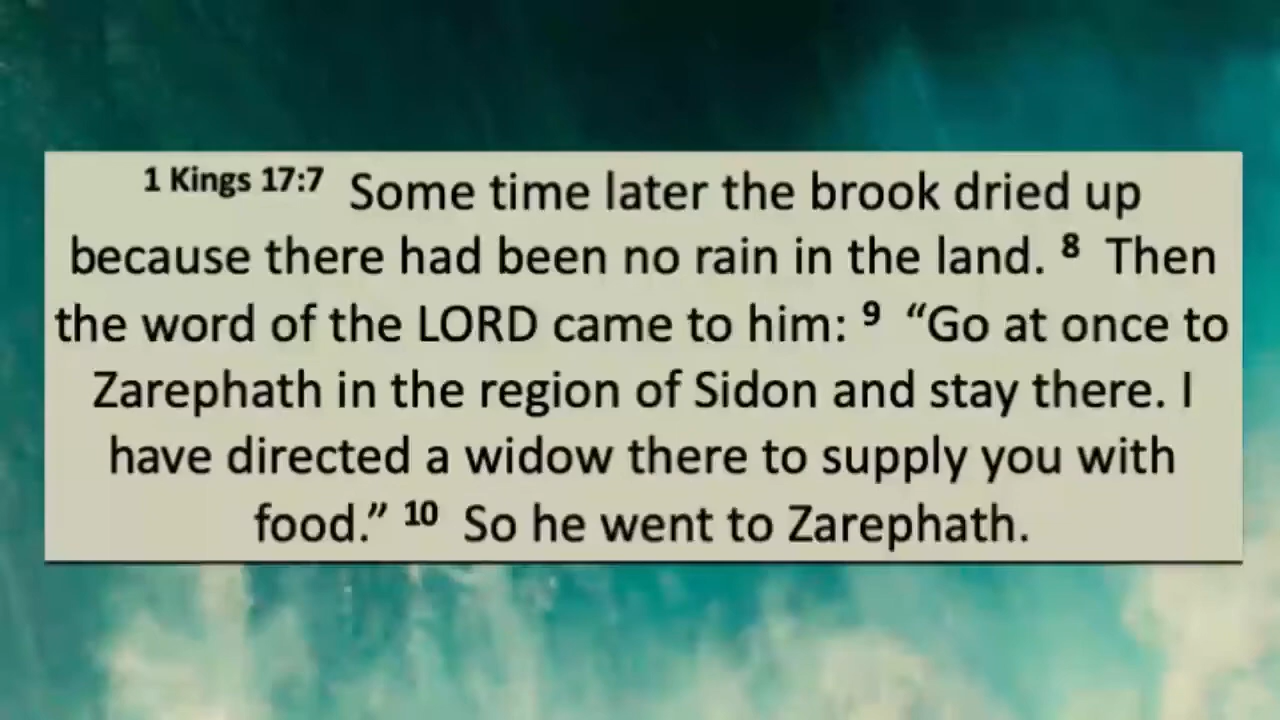 1 Kings 17:7 Some time later the brook dried up
because there had been no rain in the land. 8 Then
the word of the LORD came to him: 9 “Go at once to
Zarephath in the region of Sidon and stay there. I
have directed a widow there to supply you with
food.” 10 So he went to Zarephath.